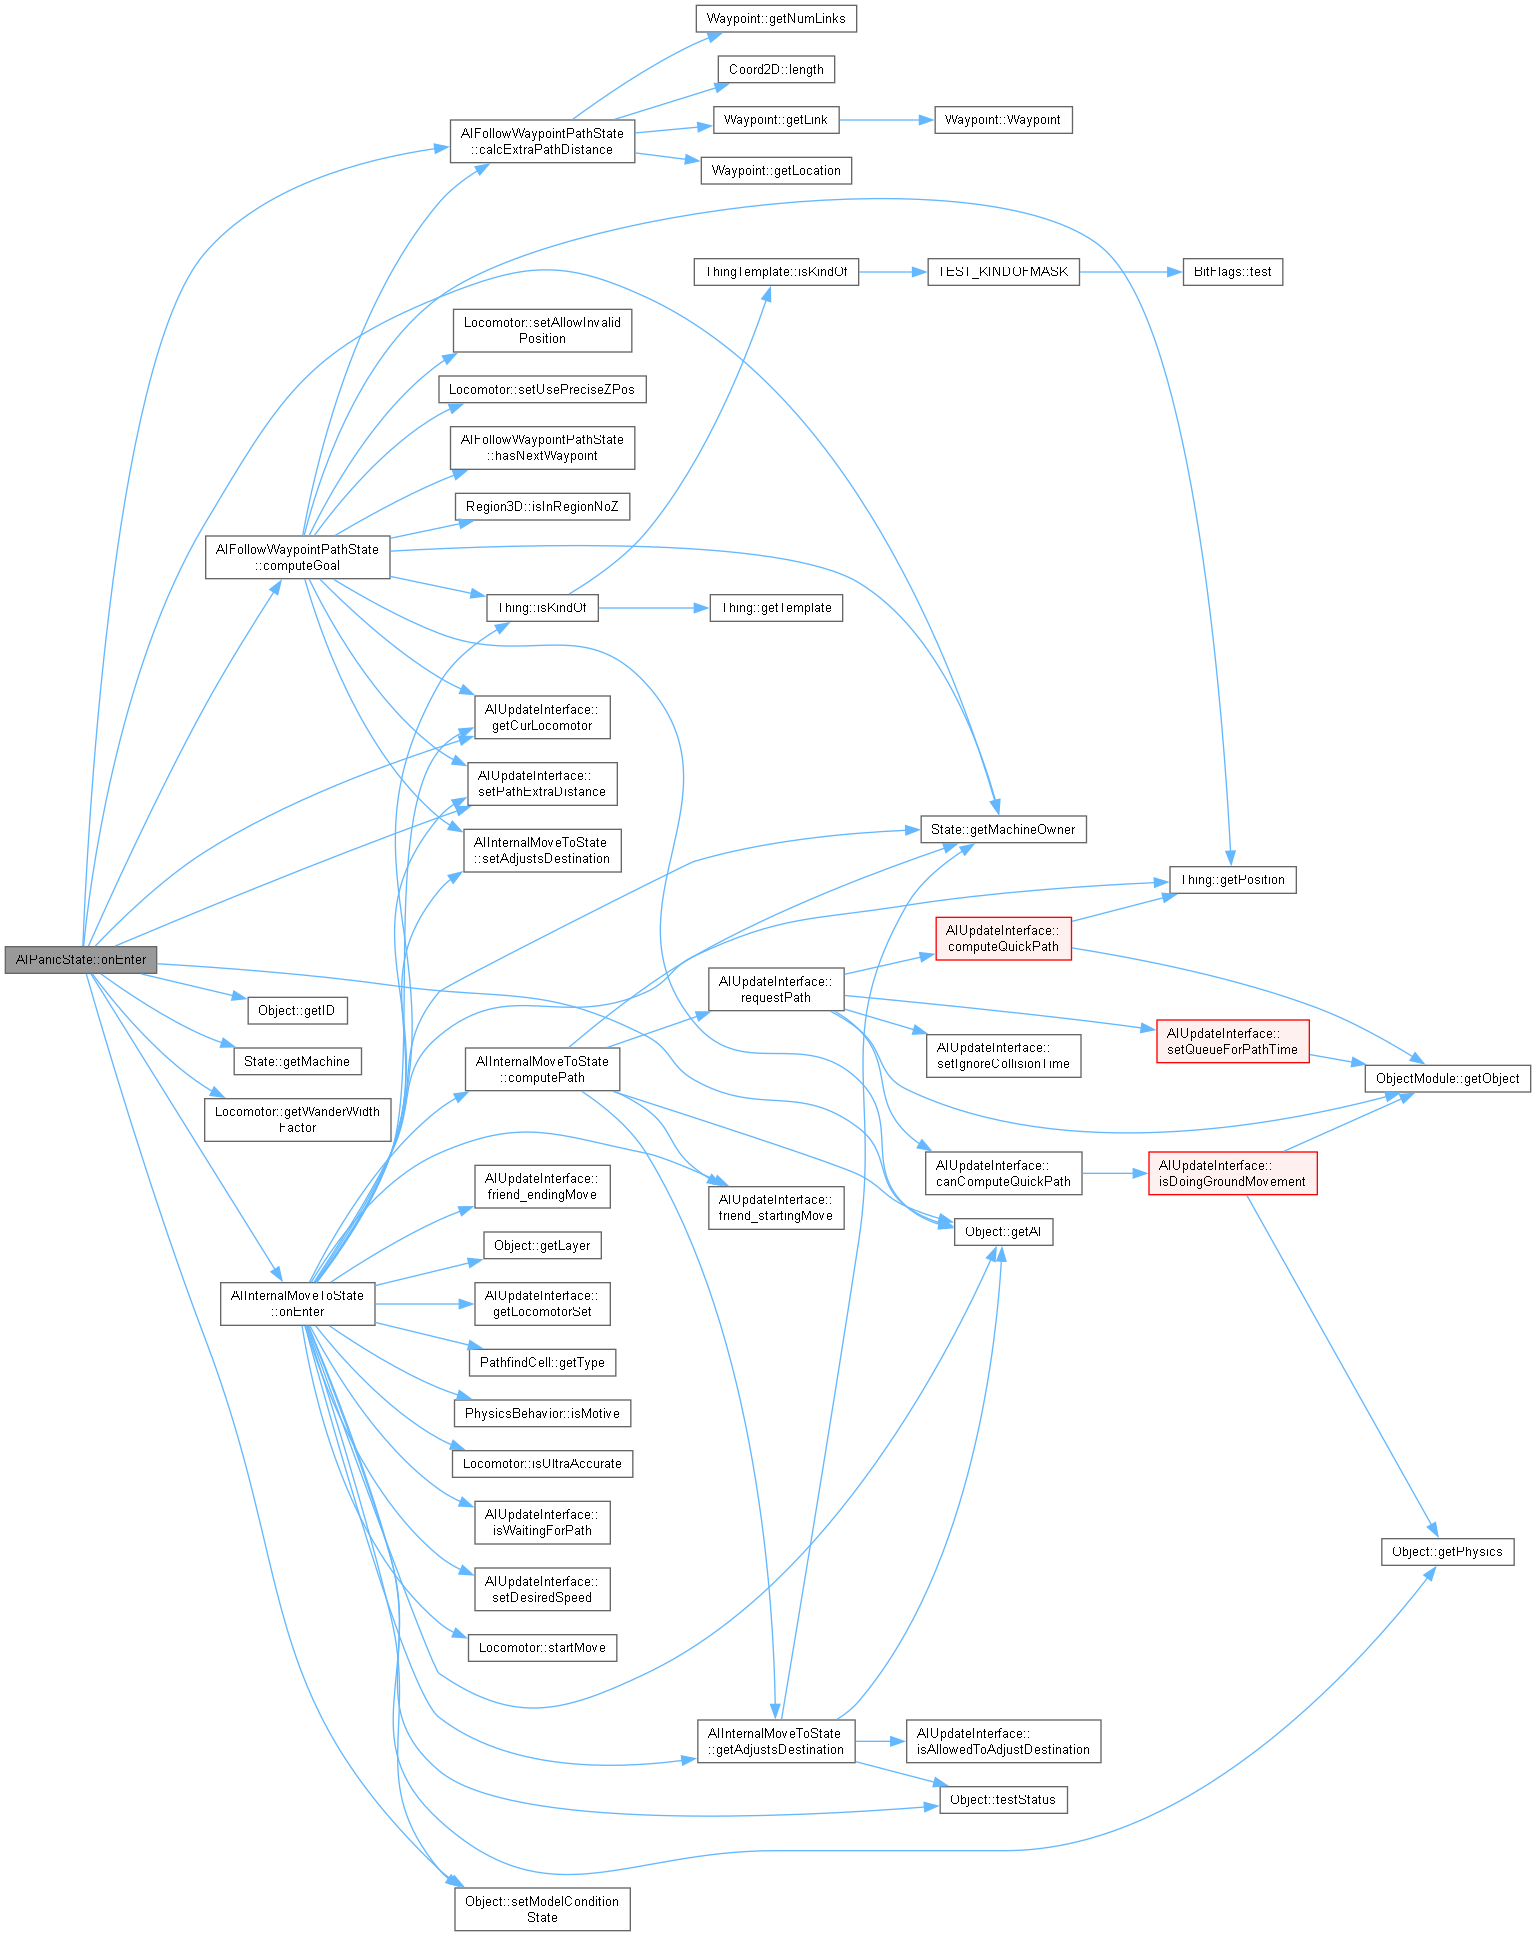 Waypoint::getNumLinks
Coord2D::length
Waypoint::getLink
Waypoint::Waypoint
AIFollowWaypointPathState
::calcExtraPathDistance
Waypoint::getLocation
ThingTemplate::isKindOf
TEST_KINDOFMASK
BitFlags::test
Locomotor::setAllowInvalid
Position
Locomotor::setUsePreciseZPos
AIFollowWaypointPathState
::hasNextWaypoint
Region3D::isInRegionNoZ
AIFollowWaypointPathState
::computeGoal
Thing::isKindOf
Thing::getTemplate
AIUpdateInterface::
getCurLocomotor
AIUpdateInterface::
setPathExtraDistance
AIInternalMoveToState
::setAdjustsDestination
State::getMachineOwner
Thing::getPosition
AIUpdateInterface::
computeQuickPath
AIPanicState::onEnter
AIUpdateInterface::
requestPath
Object::getID
AIUpdateInterface::
setQueueForPathTime
AIUpdateInterface::
setIgnoreCollisionTime
State::getMachine
AIInternalMoveToState
::computePath
ObjectModule::getObject
Locomotor::getWanderWidth
Factor
AIUpdateInterface::
canComputeQuickPath
AIUpdateInterface::
isDoingGroundMovement
AIUpdateInterface::
friend_endingMove
AIUpdateInterface::
friend_startingMove
Object::getAI
Object::getLayer
AIInternalMoveToState
::onEnter
AIUpdateInterface::
getLocomotorSet
PathfindCell::getType
PhysicsBehavior::isMotive
Locomotor::isUltraAccurate
AIUpdateInterface::
isWaitingForPath
Object::getPhysics
AIUpdateInterface::
setDesiredSpeed
Locomotor::startMove
AIInternalMoveToState
::getAdjustsDestination
AIUpdateInterface::
isAllowedToAdjustDestination
Object::testStatus
Object::setModelCondition
State